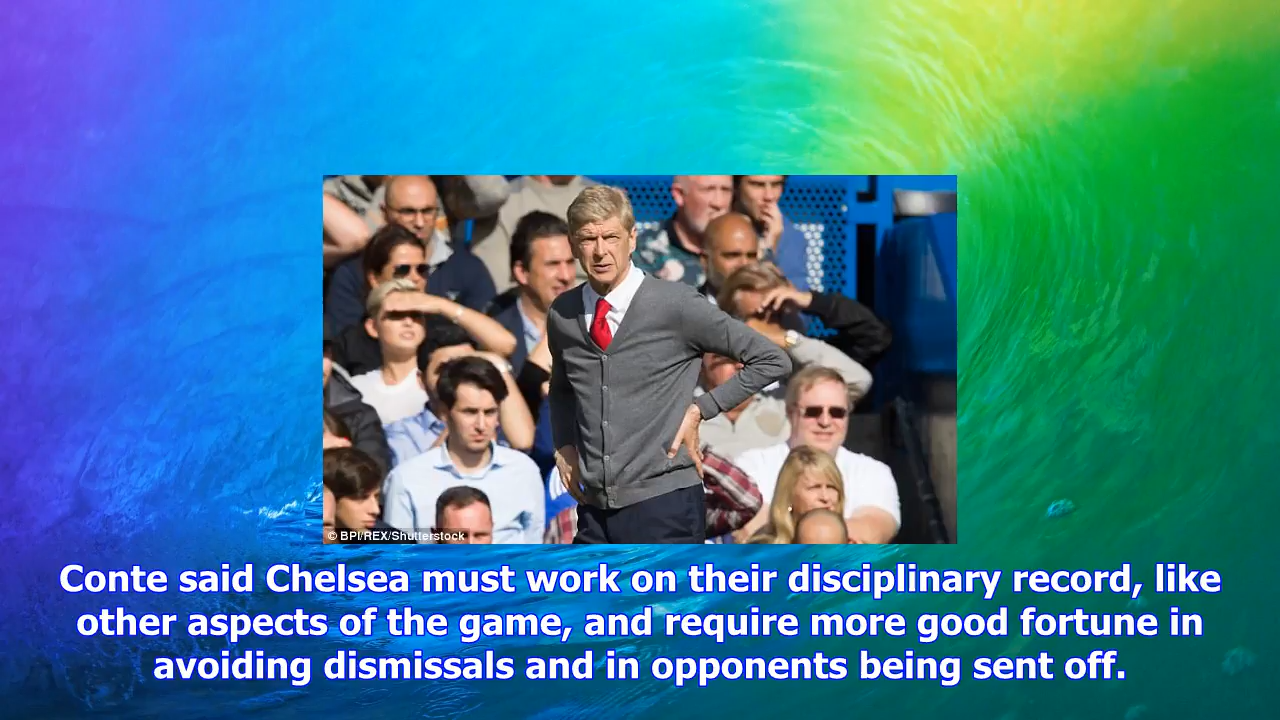 © BPI/REX/Shutterstock
Conte said Chelsea must work on their disciplinary record, like
other aspects of the game, and require more good fortune in
avoiding dismissals and in opponents being sent off.